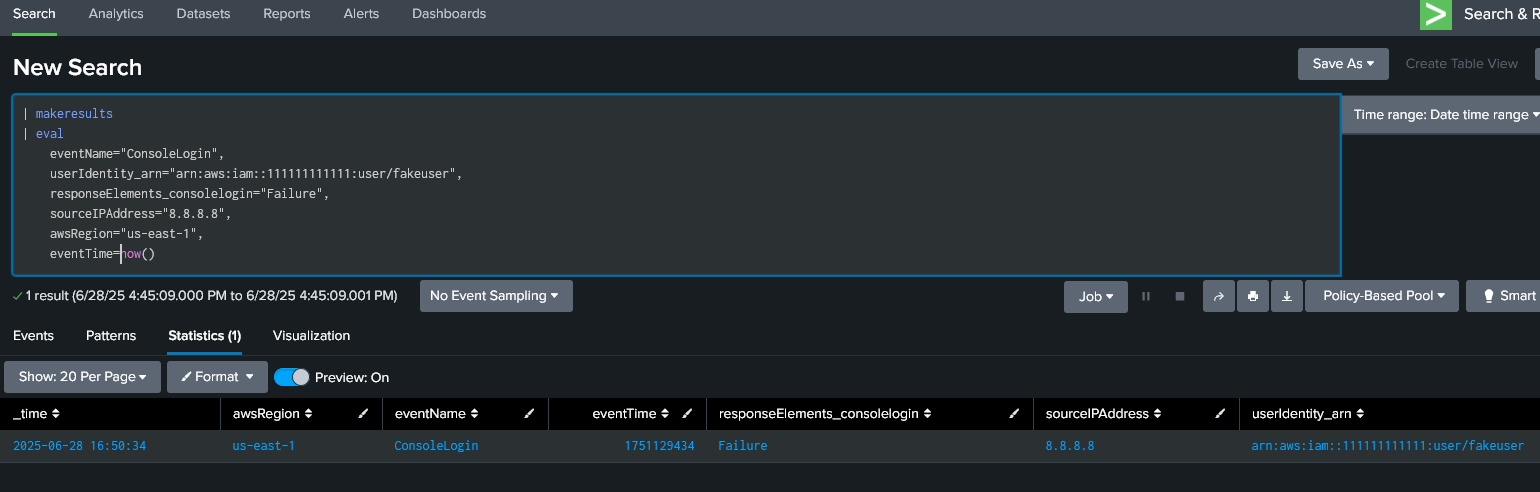 Search Analytics Datasets Reports Alerts Dashboards > Search & R
New Search
Save As Create Table View
| makeresults
| eval
eventName="ConsoleLogin",
userIdentity_arn="arn:aws:iam::111111111111:user/fakeuser",
responseElements_consolelogin="Failure",
sourceIPAddress="8.8.8.8",
awsRegion="us-east-1",
eventTime=now()
Time range: Date time range
1 result (6/28/25 4:45:09.000 PM to 6/28/25 4:45:09.001 PM) No Event Sampling Job Policy-Based Pool Smart
Events Patterns Statistics (1) Visualization
Show: 20 Per Page Format Preview: On
_time awsRegion eventName eventTime responseElements_consolelogin sourceIPAddress userIdentity_arn
2025-06-28 16:50:34 us-east-1 ConsoleLogin 1751129434 Failure 8.8.8.8 arn:aws:iam::111111111111:user/fakeuser